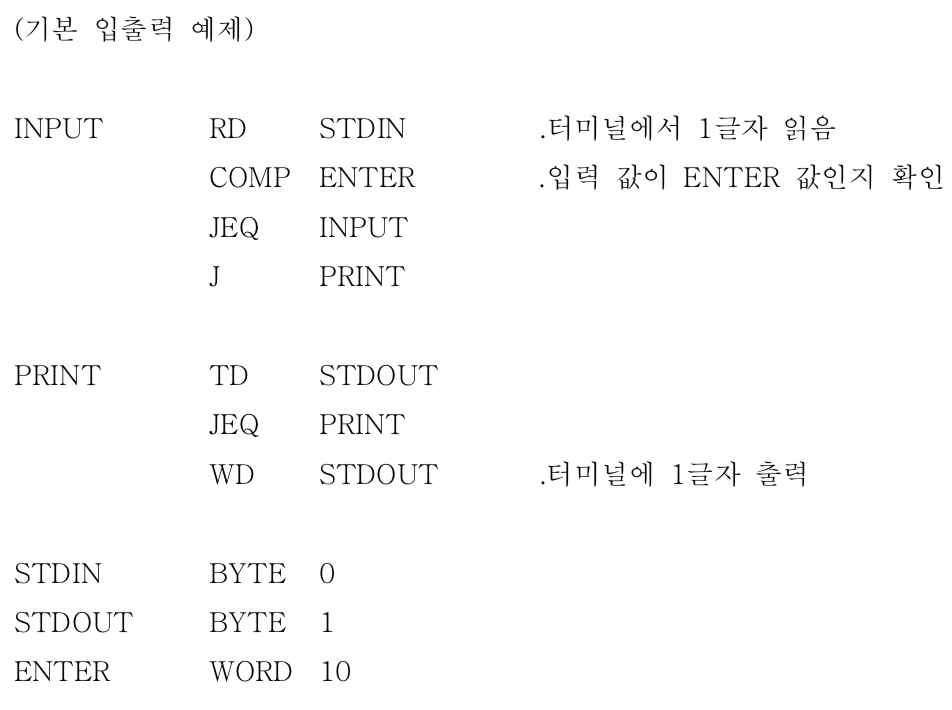 (기본 입출력 예제)
INPUT RD STDIN .터미널에서 1글자 읽음
COMP ENTER .입력 값이 ENTER 값인지 확인
JEQ INPUT
J PRINT
PRINT TD STDOUT
JEQ PRINT
WD STDOUT .터미널에 1글자 출력
STDIN BYTE 0
STDOUT BYTE 1
ENTER WORD 10